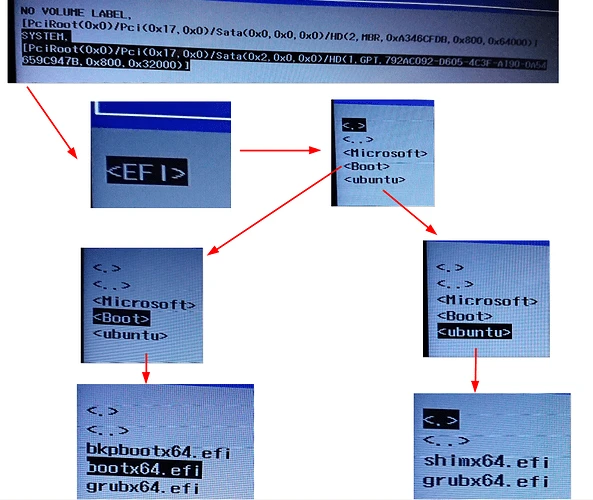 NO VOLUME LABEL,
[PciRoot(0x0)/Pci(0x17,0x0)/Sata(0x0,0x0,0x0)/HD(2,MBR,0xA346CFDB,0x800,0x64000)]
SYSTEM,
[PciRoot(0x0)/Pci(0x17,0x0)/Sata(0x2,0x0,0x0)/HD(1,GPT,792AC092-D605-4C3F-A190-0A54
659C947B,0x800,0x32000)]
<EFI>
<.>
<..>
<Microsoft>
<Boot>
<ubuntu>
<.>
<..>
<Microsoft>
<Boot>
<ubuntu>
<.>
<..>
<Microsoft>
<Boot>
<ubuntu>
<.>
<..>
bkpbootx64.efi
bootx64.efi
grubx64.efi
<.>
<..>
shimx64.efi
grubx64.efi